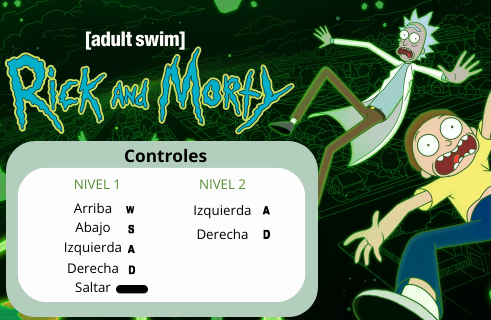 [adult swim]
Rick and Morty
Controles
NIVEL 1
Arriba W
Abajo S
Izquierda A
Derecha D
Saltar
NIVEL 2
Izquierda A
Derecha D